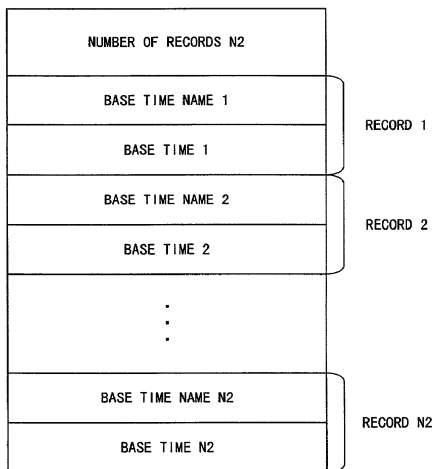 NUMBER OF RECORDS N2
BASE TIME NAME 1
BASE TIME 1
RECORD 1
BASE TIME NAME 2
BASE TIME 2
RECORD 2
BASE TIME NAME N2
BASE TIME N2
RECORD N2